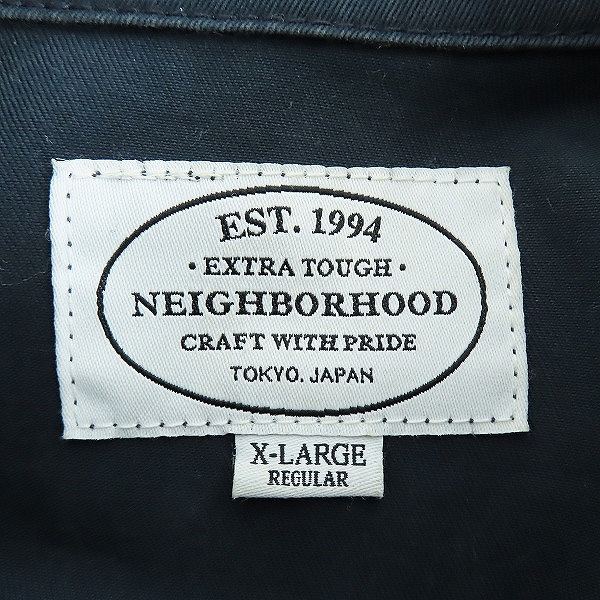 EST. 1994
· EXTRA TOUGH ·
NEIGHBORHOOD
CRAFT WITH PRIDE
TOKYO. JAPAN
X-LARGE
REGULAR